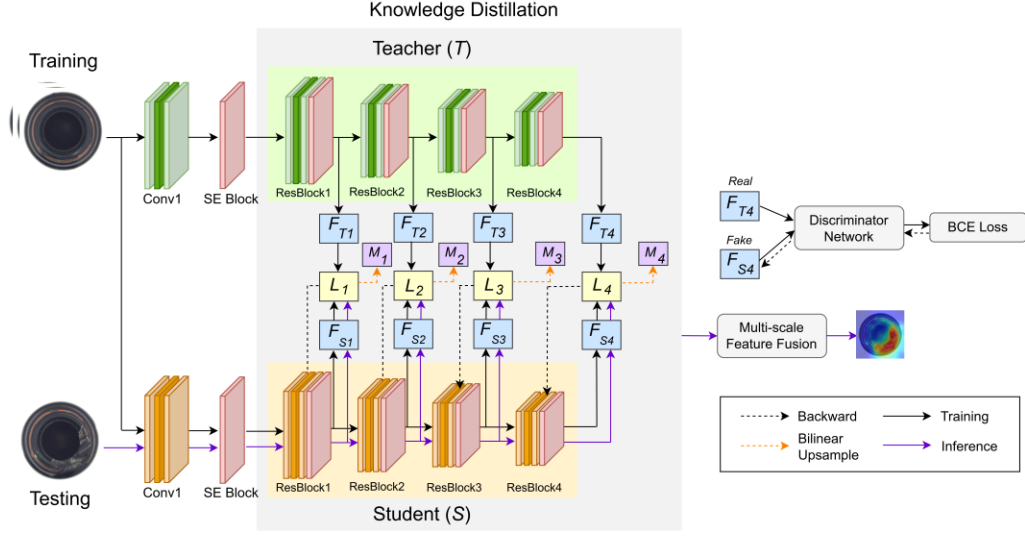 Knowledge Distillation
Teacher (T)
Training
Conv1
SE Block
ResBlock1
ResBlock2
ResBlock3
ResBlock4
F_T1
F_T2
F_T3
F_T4
M_1
M_2
M_3
M_4
L_1
L_2
L_3
L_4
F_S1
F_S2
F_S3
F_S4
Testing
Conv1
SE Block
ResBlock1
ResBlock2
ResBlock3
ResBlock4
Student (S)
Real
F_T4
Fake
F_S4
Discriminator
Network
BCE Loss
Multi-scale
Feature Fusion
Backward
Training
Bilinear
Upsample
Inference